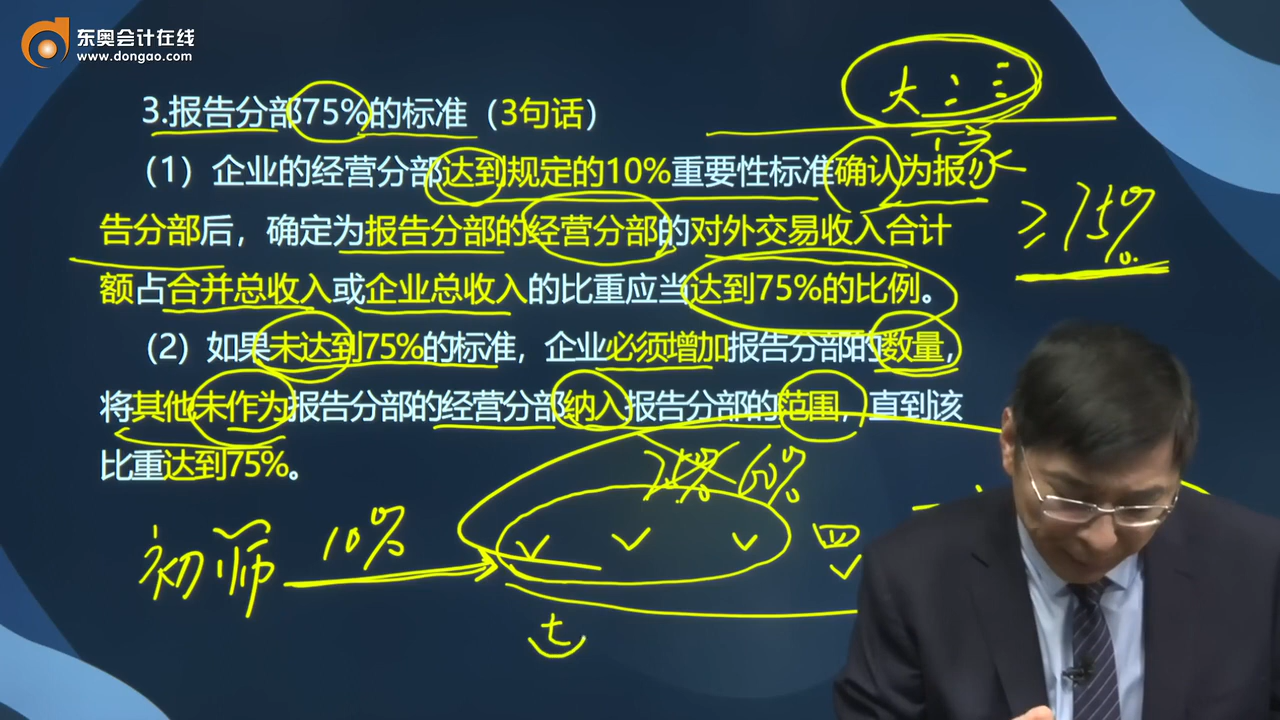 东奥会计在线
www.dongao.com
3.报告分部75%的标准（3句话）
（1）企业的经营分部达到规定的10%重要性标准确认为报
告分部后，确定为报告分部的经营分部的对外交易收入合计
额占合并总收入或企业总收入的比重应当达到75%的比例。
（2）如果未达到75%的标准，企业必须增加报告分部的数量，
将其他未作为报告分部的经营分部纳入报告分部的范围，直到该
比重达到75%。
大
≥75%
75% 60%
初师 10%
四
七